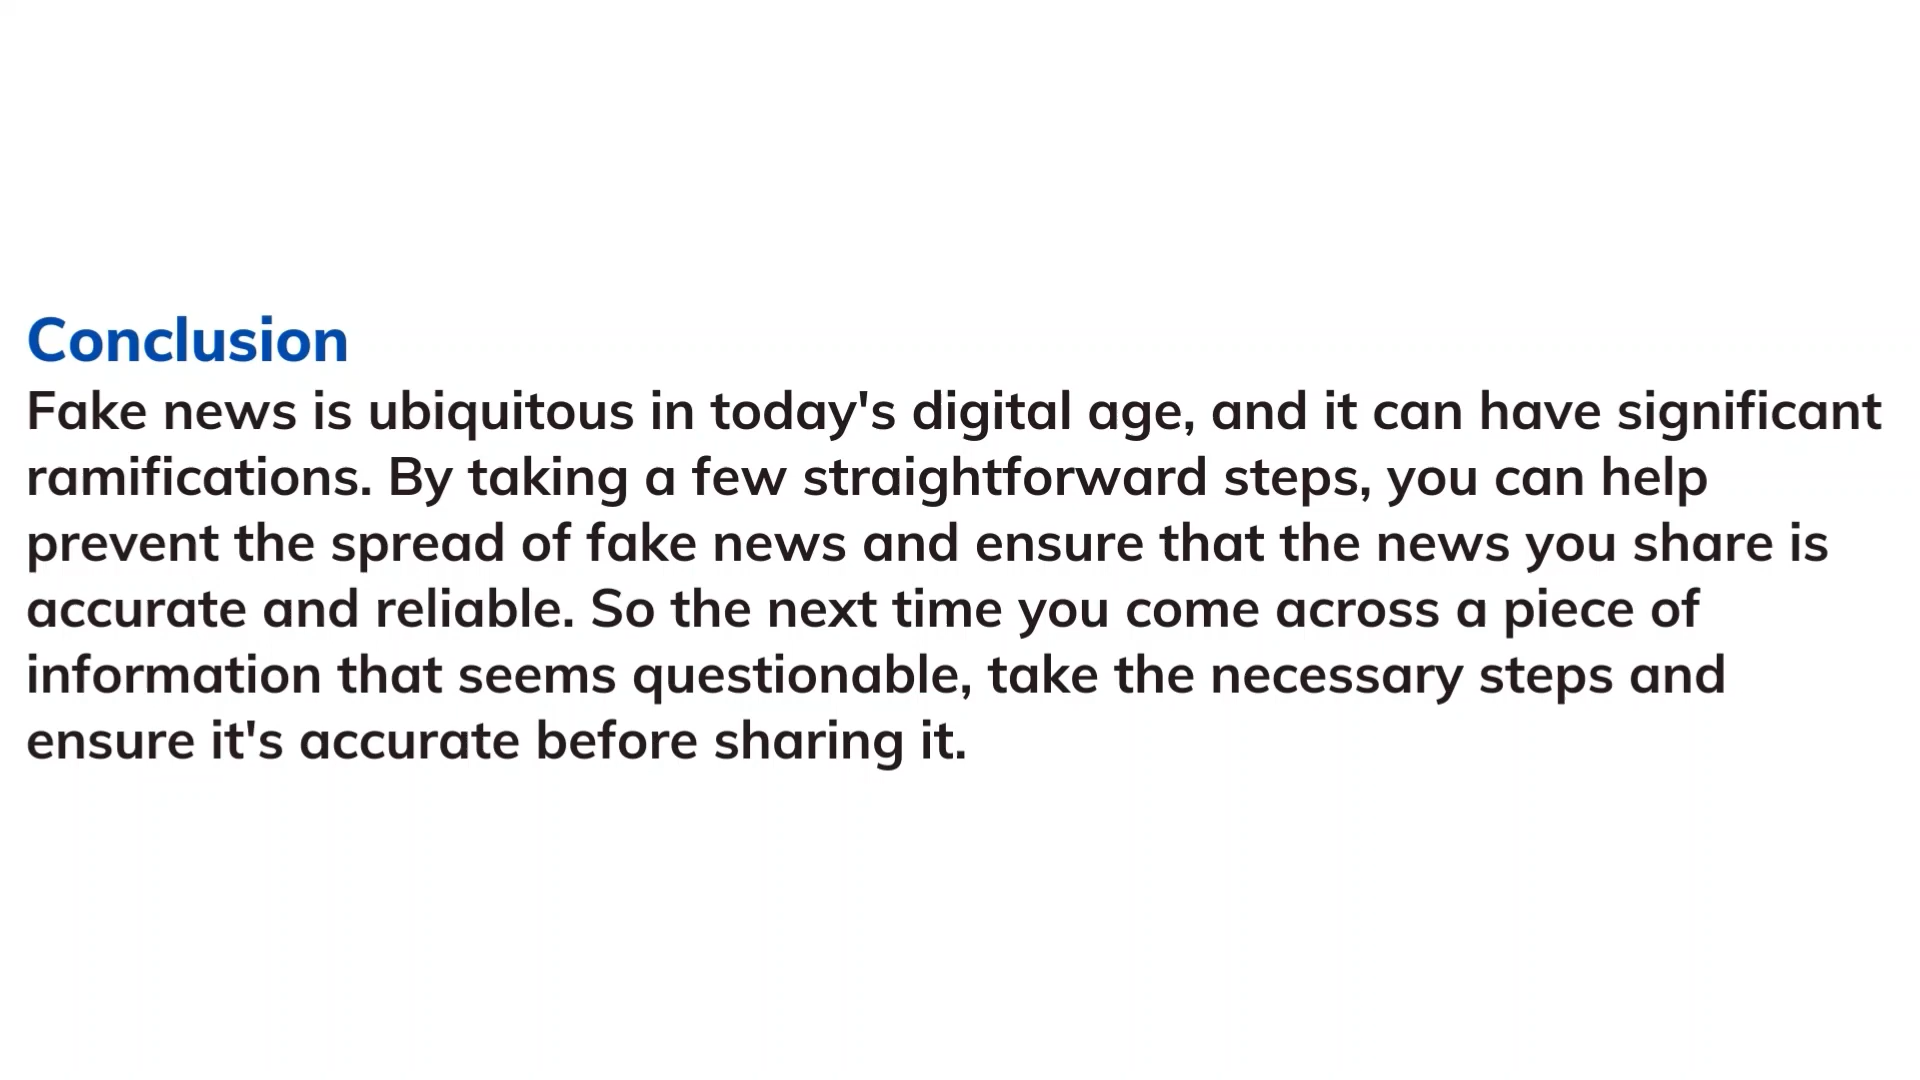 Conclusion
Fake news is ubiquitous in today's digital age, and it can have significant
ramifications. By taking a few straightforward steps, you can help
prevent the spread of fake news and ensure that the news you share is
accurate and reliable. So the next time you come across a piece of
information that seems questionable, take the necessary steps and
ensure it's accurate before sharing it.